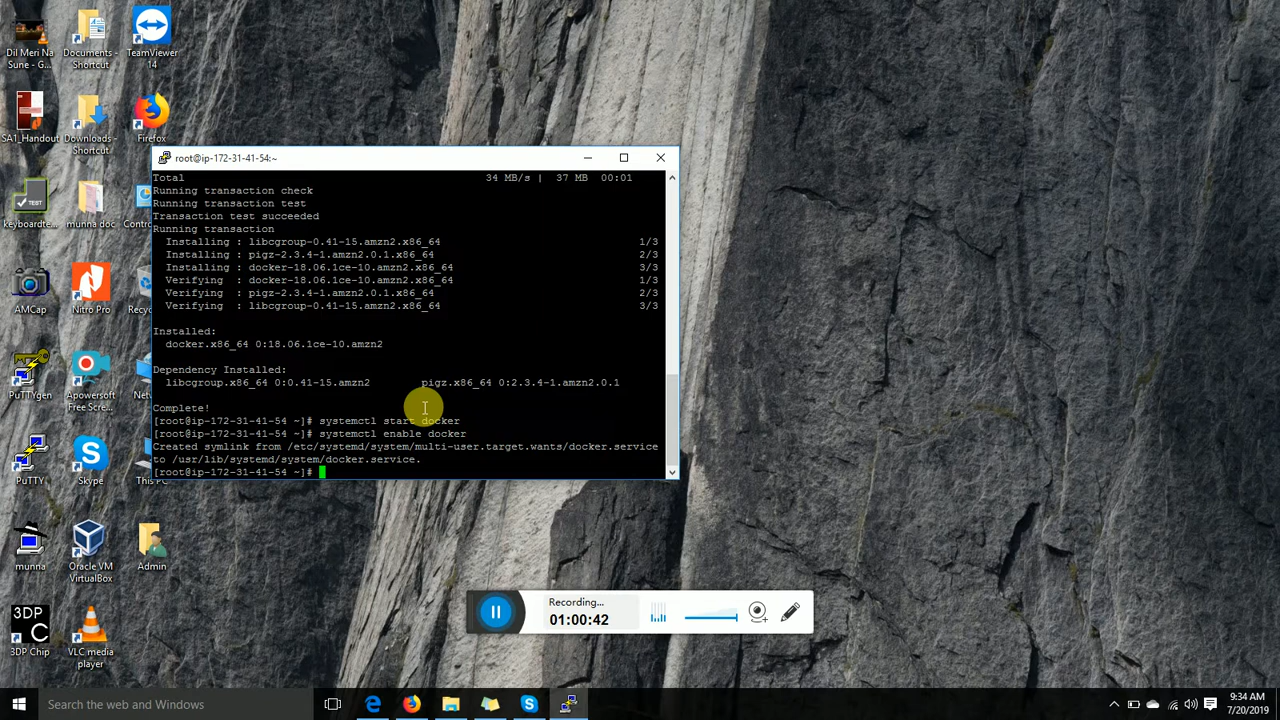 Dil Meri Na
Sune - G...
Documents -
Shortcut
TeamViewer
14
SA1_Handout
Downloads -
Shortcut
Firefox
TEST
keyboardte...
munna doc
Contro
AMCap
Nitro Pro
Recyc
PuTTYgen
Apowersoft
Free Scre...
Netw
PuTTY
Skype
This PC
munna
Oracle VM
VirtualBox
Admin
3DP
C
3DP Chip
VLC media
player
root@ip-172-31-41-54:~
Total 34 MB/s | 37 MB 00:01
Running transaction check
Running transaction test
Transaction test succeeded
Running transaction
Installing : libcgroup-0.41-15.amzn2.x86_64 1/3
Installing : pigz-2.3.4-1.amzn2.0.1.x86_64 2/3
Installing : docker-18.06.1ce-10.amzn2.x86_64 3/3
Verifying : docker-18.06.1ce-10.amzn2.x86_64 1/3
Verifying : pigz-2.3.4-1.amzn2.0.1.x86_64 2/3
Verifying : libcgroup-0.41-15.amzn2.x86_64 3/3
Installed:
docker.x86_64 0:18.06.1ce-10.amzn2
Dependency Installed:
libcgroup.x86_64 0:0.41-15.amzn2 pigz.x86_64 0:2.3.4-1.amzn2.0.1
Complete!
[root@ip-172-31-41-54 ~]# systemctl start docker
[root@ip-172-31-41-54 ~]# systemctl enable docker
Created symlink from /etc/systemd/system/multi-user.target.wants/docker.service
to /usr/lib/systemd/system/docker.service.
[root@ip-172-31-41-54 ~]#
Recording...
01:00:42
Search the web and Windows
9:34 AM
7/20/2019